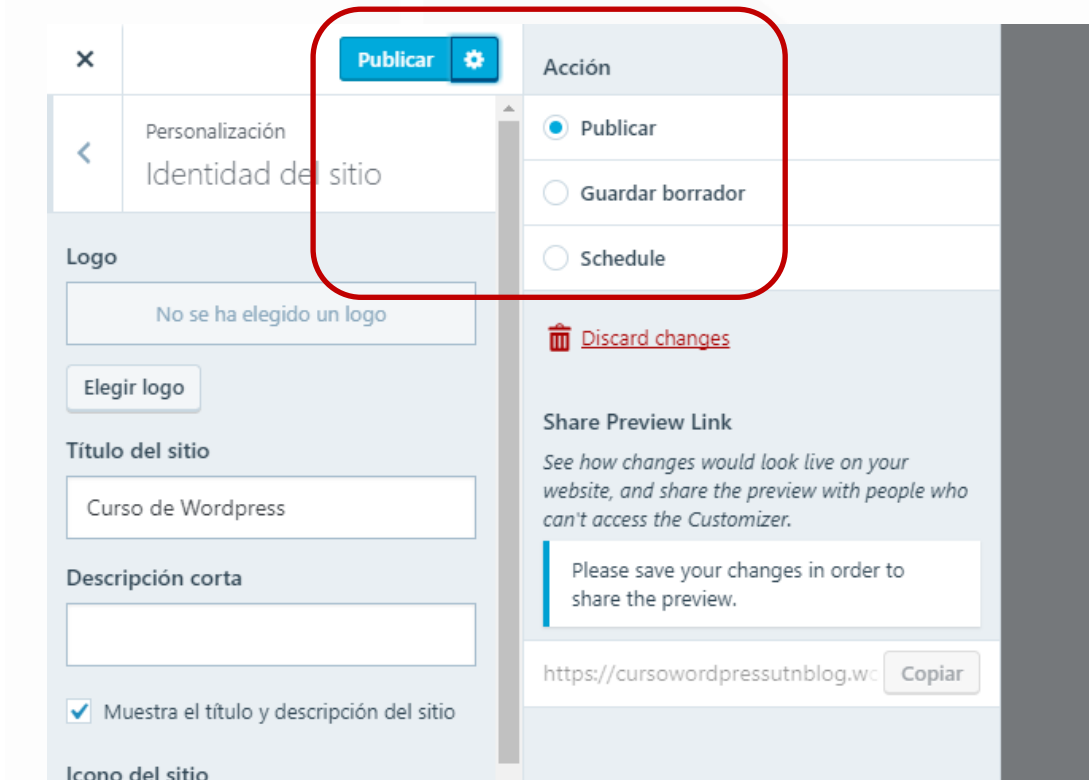 Publicar
Personalización
Identidad del sitio
Logo
No se ha elegido un logo
Elegir logo
Título del sitio
Curso de Wordpress
Descripción corta
Muestra el título y descripción del sitio
Icono del sitio
Acción
Publicar
Guardar borrador
Schedule
Discard changes
Share Preview Link
See how changes would look live on your
website, and share the preview with people who
can't access the Customizer.
Please save your changes in order to
share the preview.
https://cursowordpressutnblog.wc
Copiar